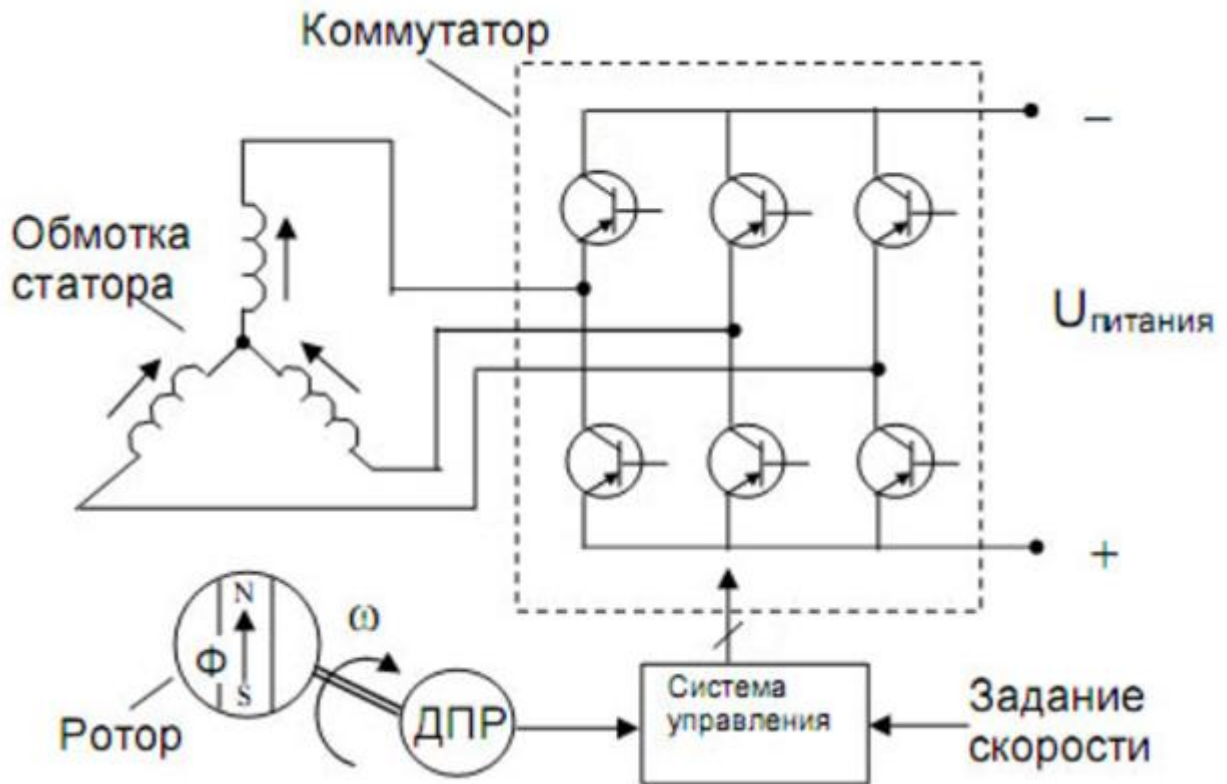 Коммутатор
–
Обмотка
статора
Uпитания
+
N
Ф
S
ω
Ротор
ДПР
Система
управления
Задание
скорости